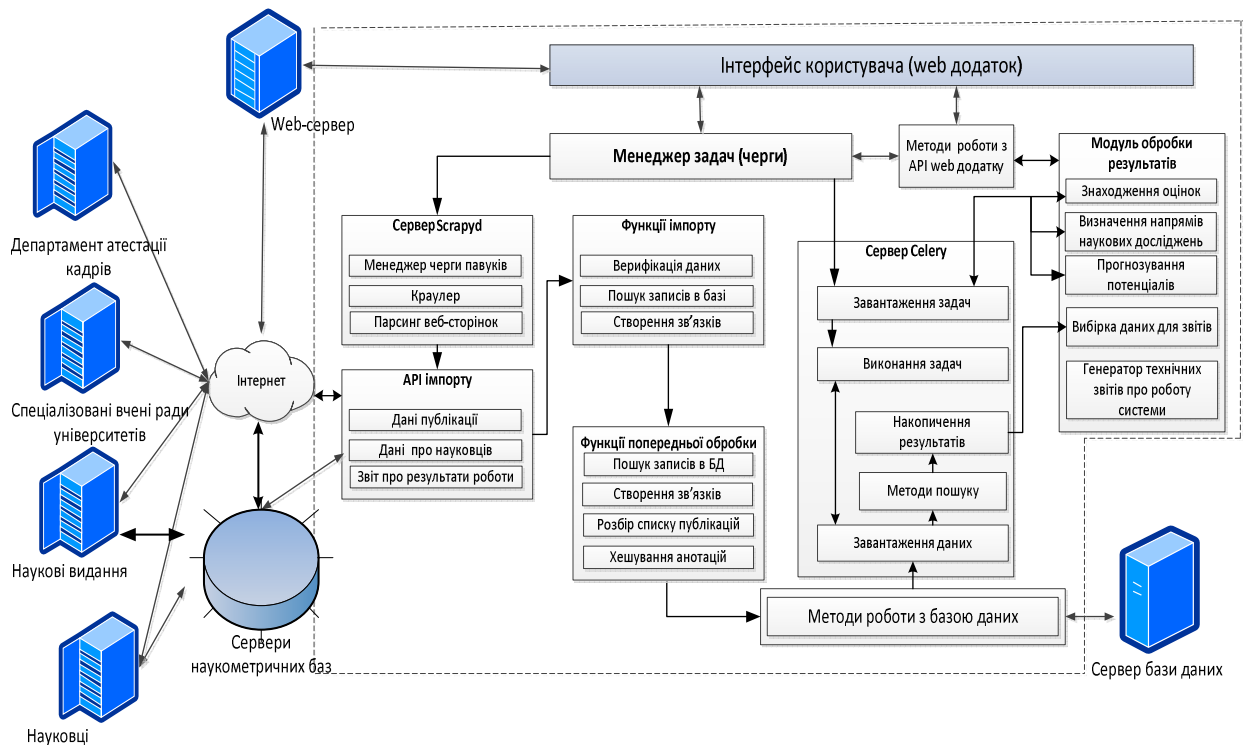 Інтерфейс користувача (web додаток)
Web-сервер
Менеджер задач (черги)
Методи роботи з
API web додатку
Модуль обробки
результатів
Знаходження оцінок
Визначення напрямів
наукових досліджень
Прогнозування
потенціалів
Вибірка даних для звітів
Генератор технічних
звітів про роботу
системи
Департамент атестації
кадрів
Спеціалізовані вчені ради
університетів
Наукові видання
Науковці
Інтернет
Сервери
наукометричних баз
Сервер Scrapyd
Менеджер черги павуків
Краулер
Парсинг веб-сторінок
API імпорту
Дані публікації
Дані про науковців
Звіт про результати роботи
Функції імпорту
Верифікація даних
Пошук записів в базі
Створення зв’язків
Функції попередньої обробки
Пошук записів в БД
Створення зв’язків
Розбір списку публікацій
Хешування анотацій
Сервер Celery
Завантаження задач
Виконання задач
Накопичення
результатів
Методи пошуку
Завантаження даних
Методи роботи з базою даних
Сервер бази даних